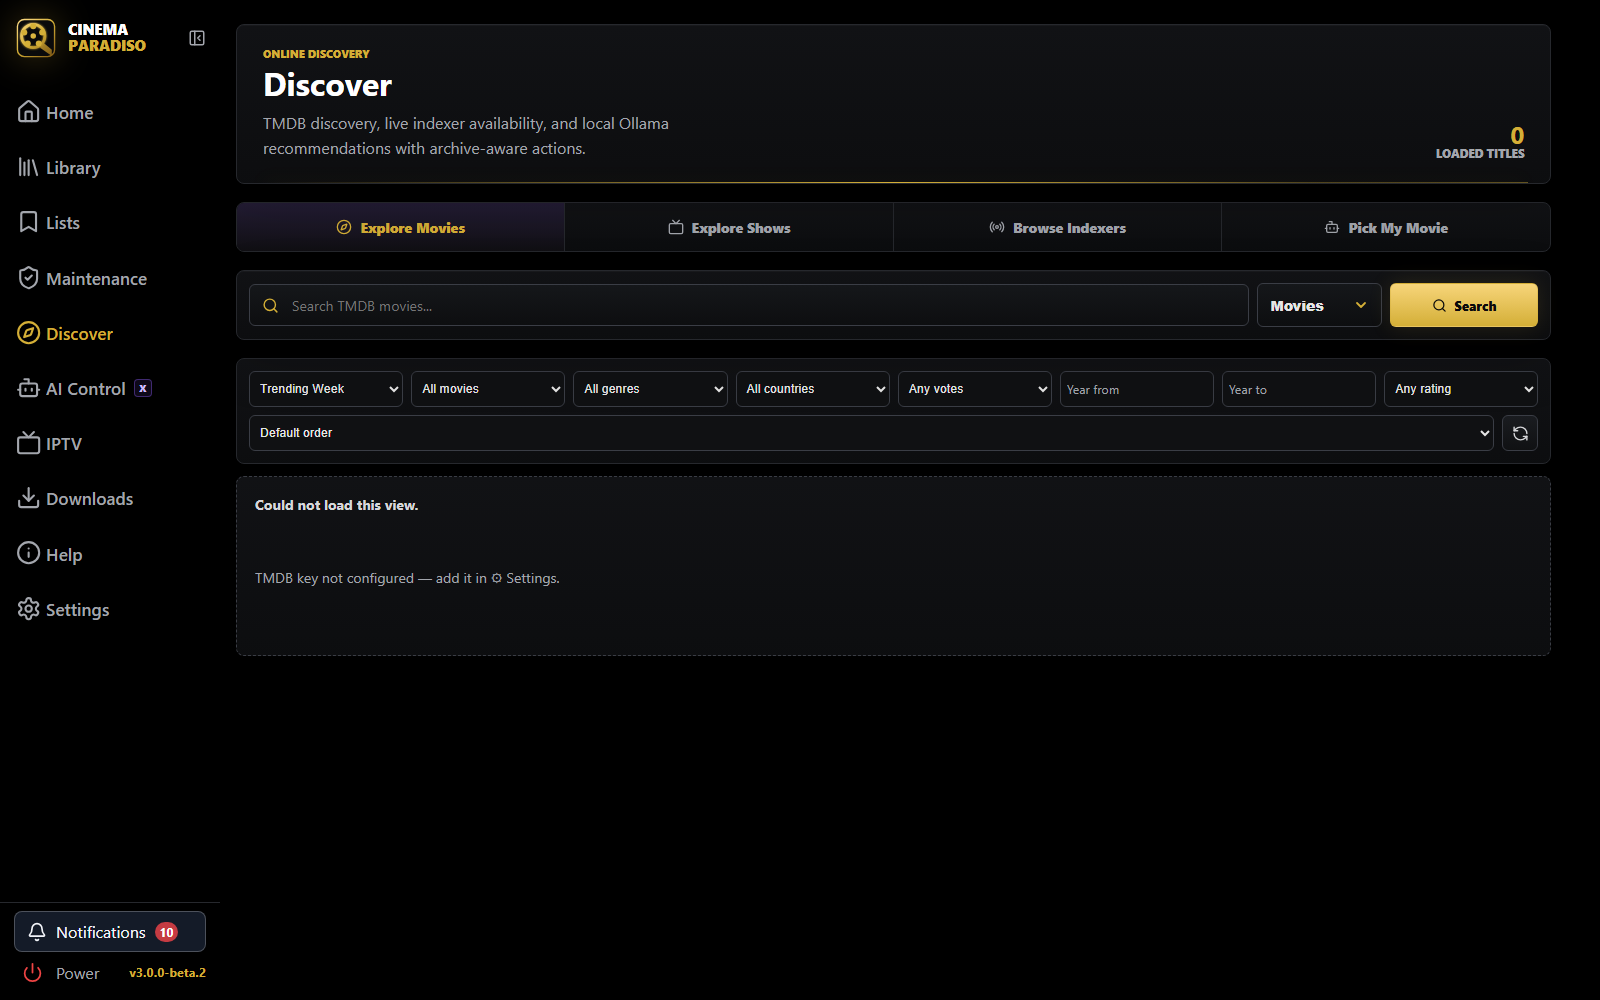 CINEMA
PARADISO
Home
Library
Lists
Maintenance
Discover
AI Control x
IPTV
Downloads
Help
Settings
Notifications 10
Power v3.0.0-beta.2
ONLINE DISCOVERY
Discover
TMDB discovery, live indexer availability, and local Ollama
recommendations with archive-aware actions.
0
LOADED TITLES
Explore Movies Explore Shows Browse Indexers Pick My Movie
Search TMDB movies... Movies Search
Trending Week All movies All genres All countries Any votes Year from Year to Any rating
Default order
Could not load this view.
TMDB key not configured — add it in ⚙ Settings.